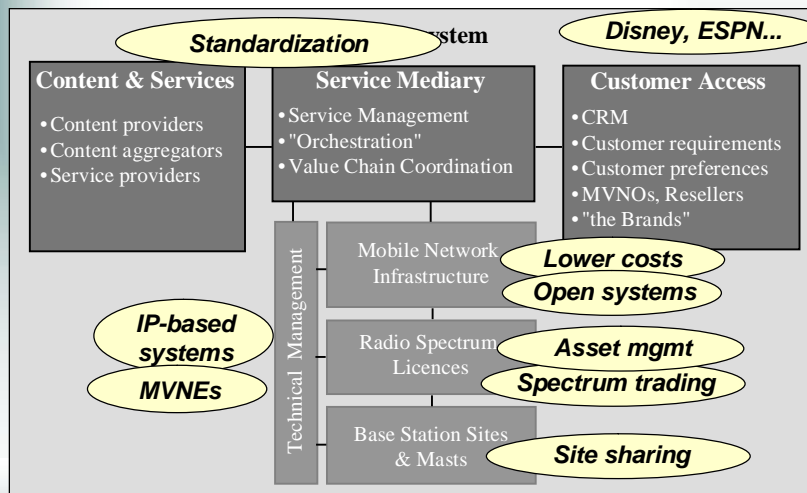 Standardization
ystem
Disney, ESPN...
Content & Services
• Content providers
• Content aggregators
• Service providers
Service Mediary
• Service Management
• "Orchestration"
• Value Chain Coordination
Customer Access
• CRM
• Customer requirements
• Customer preferences
• MVNOs, Resellers
• "the Brands"
Technical Management
Mobile Network
Infrastructure
Lower costs
Open systems
IP-based
systems
MVNEs
Radio Spectrum
Licences
Asset mgmt
Spectrum trading
Base Station Sites
& Masts
Site sharing